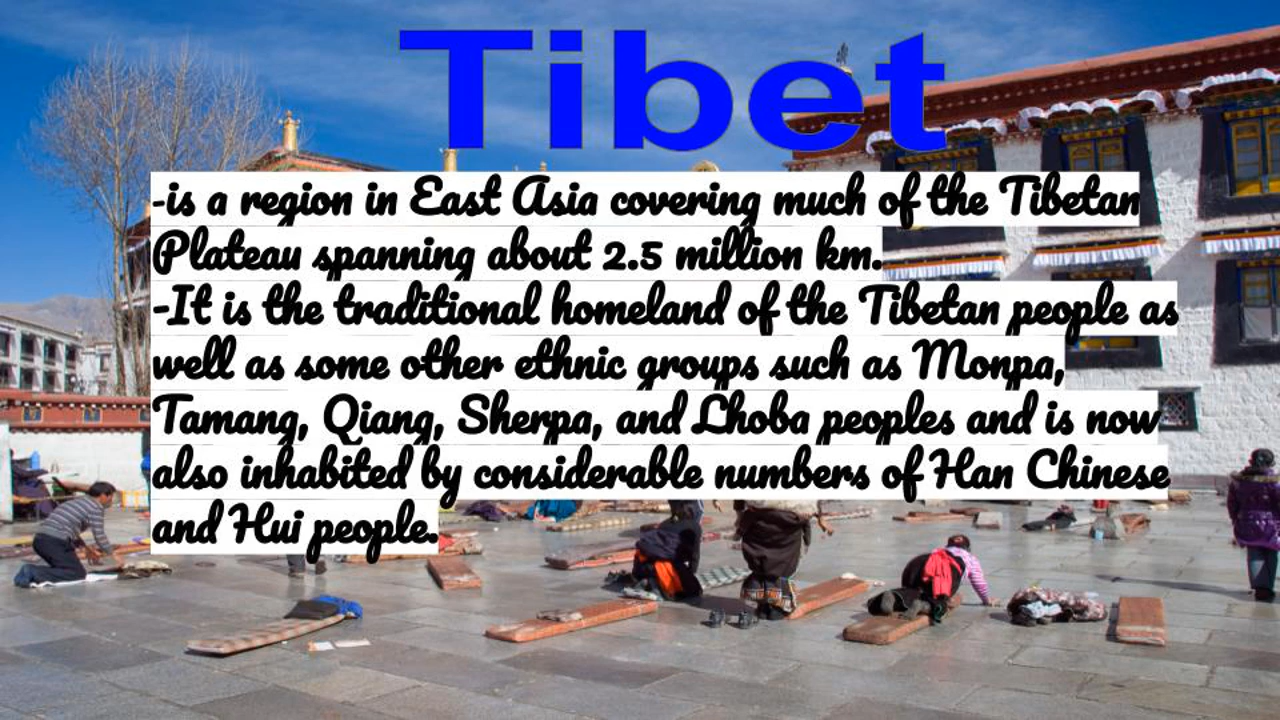 Tibet
-is a region in East Asia covering much of the Tibetan
Plateau spanning about 2.5 million km.
-It is the traditional homeland of the Tibetan people as
well as some other ethnic groups such as Monpa,
Tamang, Qiang, Sherpa, and Lhoba peoples and is now
also inhabited by considerable numbers of Han Chinese
and Hui people.